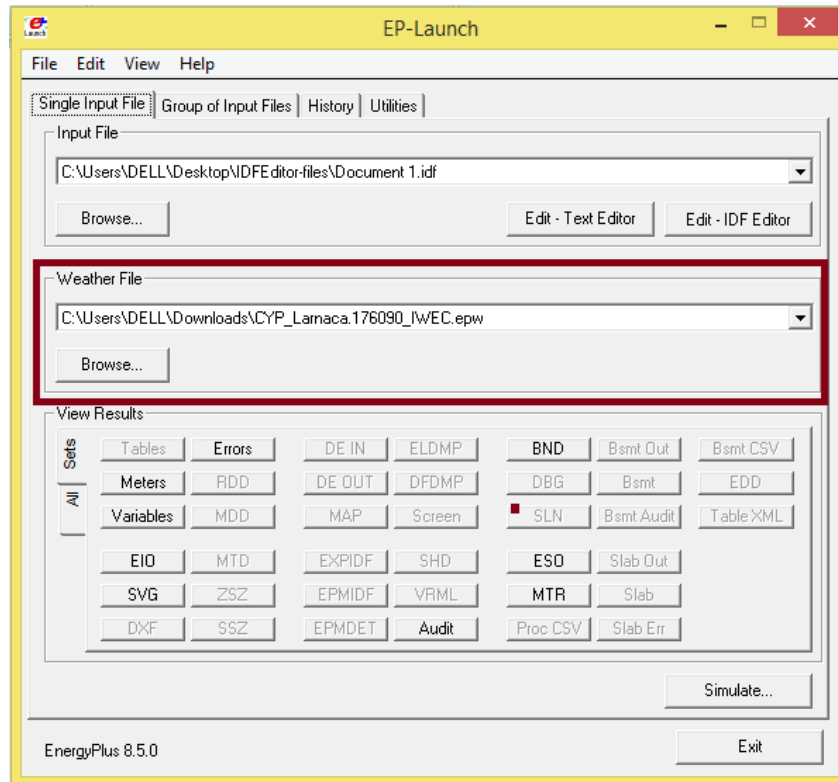 EP-Launch
File Edit View Help
Single Input File Group of Input Files History Utilities
Input File
C:\Users\DELL\Desktop\IDFEditor-files\Document 1.idf
Browse... Edit - Text Editor Edit - IDF Editor
Weather File
C:\Users\DELL\Downloads\CYP_Larnaca.176090_IWEC.epw
Browse...
View Results
Sets
All
Tables Errors DE IN ELDMP BND Bsmt Out Bsmt CSV
Meters RDD DE OUT DFDMP DBG Bsmt EDD
Variables MDD MAP Screen SLN Bsmt Audit Table XML
EIO MTD EXPIDF SHD ESO Slab Out
SVG ZSZ EPMIDF VRML MTR Slab
DXF SSZ EPMDET Audit Proc CSV Slab Err
Simulate...
EnergyPlus 8.5.0 Exit